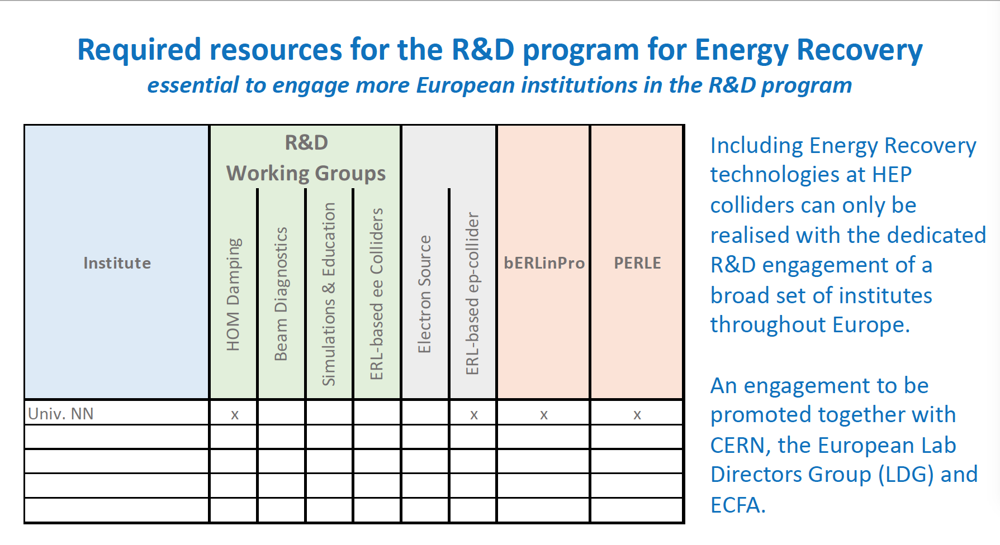 Required resources for the R&D program for Energy Recovery
essential to engage more European institutions in the R&D program
Institute
R&D
Working Groups
HOM Damping
Beam Diagnostics
Simulations & Education
ERL-based ee Colliders
Electron Source
ERL-based ep-collider
bERLinPro
PERLE
Univ. NN
x
x
x
x
Including Energy Recovery
technologies at HEP
colliders can only be
realised with the dedicated
R&D engagement of a
broad set of institutes
throughout Europe.
An engagement to be
promoted together with
CERN, the European Lab
Directors Group (LDG) and
ECFA.